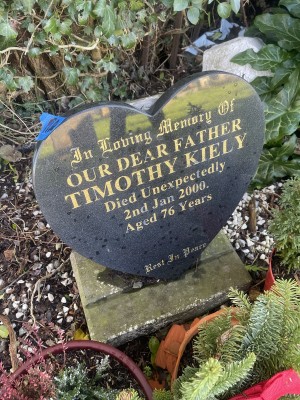 In Loving Memory Of
OUR DEAR FATHER
TIMOTHY KIELY
Died Unexpectedly
2nd Jan 2000.
Aged 76 Years
Rest In Peace